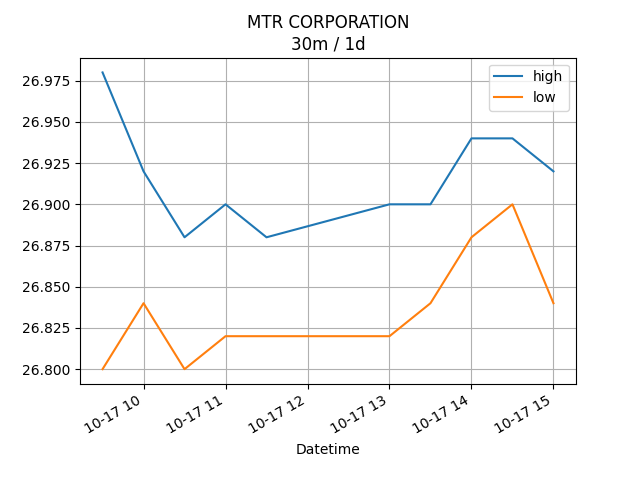 MTR CORPORATION
30m / 1d
high
low
26.975
26.950
26.925
26.900
26.875
26.850
26.825
26.800
10-17 10
10-17 11
10-17 12
10-17 13
10-17 14
10-17 15
Datetime